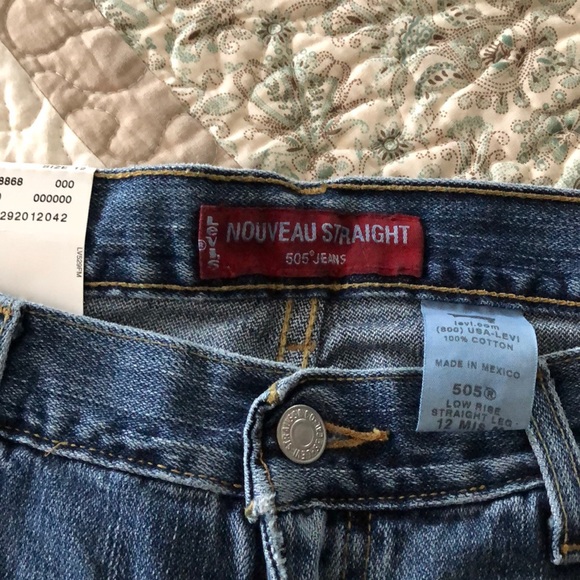 8868 000
000000
292012042
LV529FM
LEVI'S®
NOUVEAU STRAIGHT
505® JEANS
levi.com
(800) USA-LEVI
100% COTTON
MADE IN MEXICO
505®
LOW RISE
STRAIGHT LEG
12 MIS